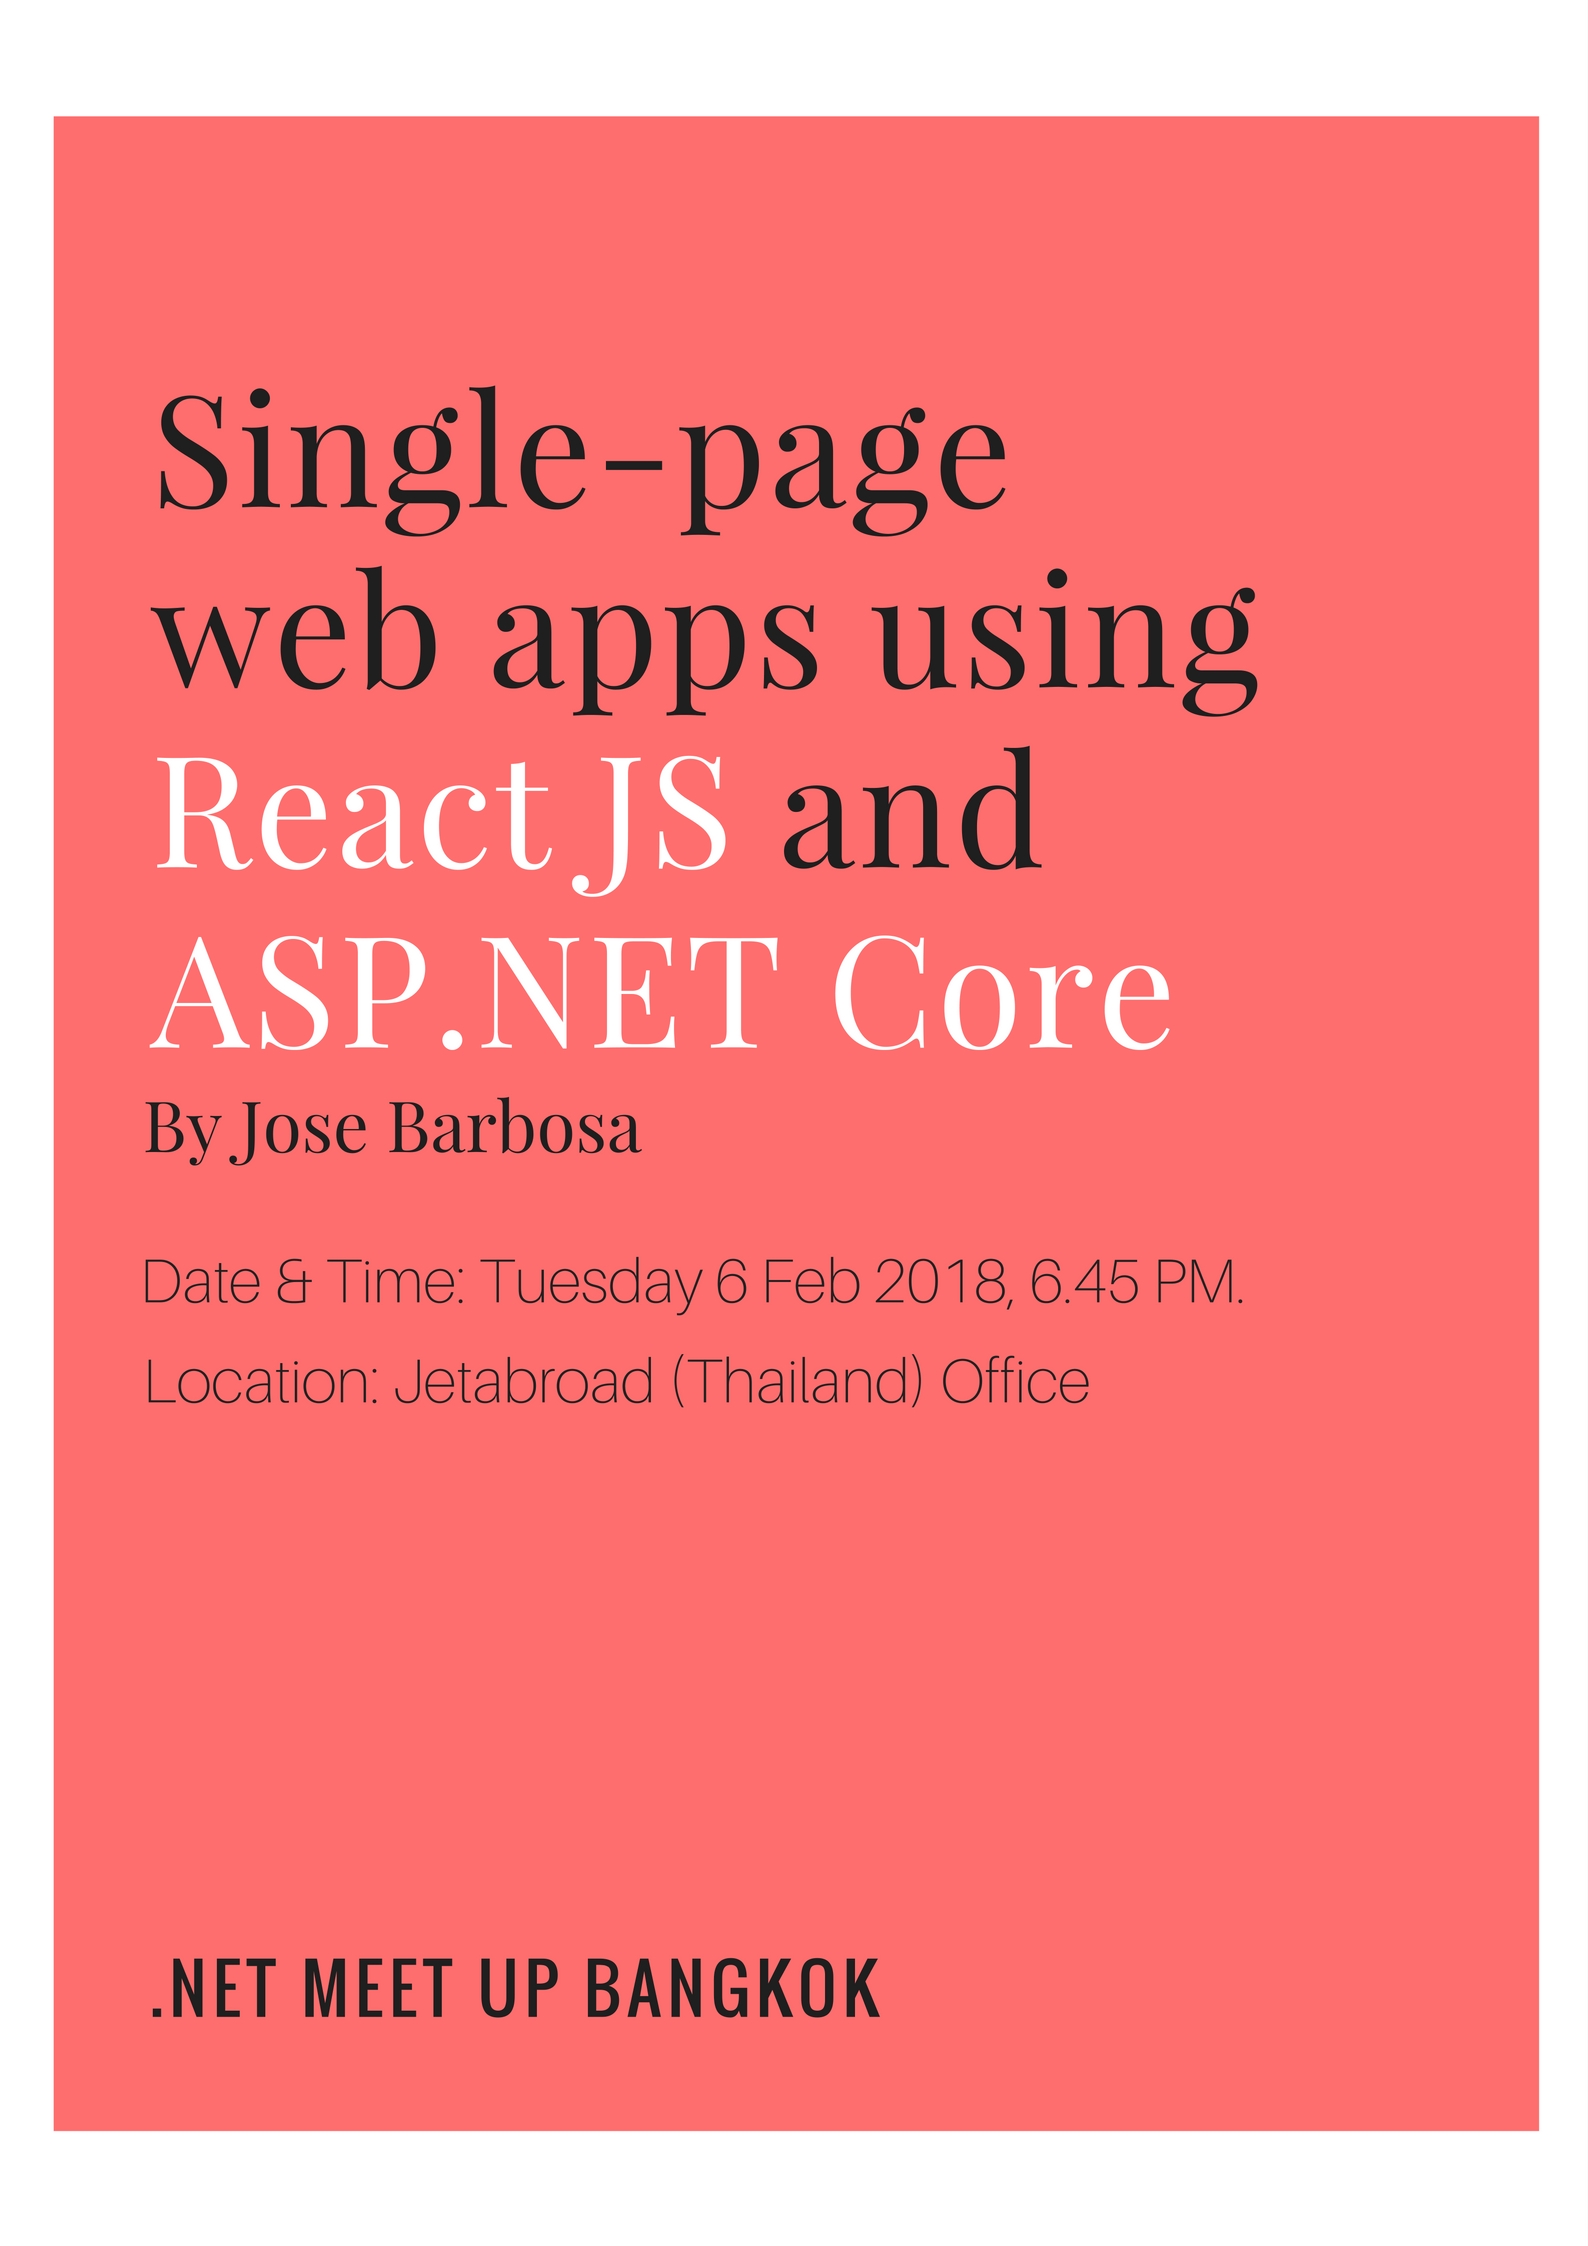 Single-page
web apps using
React JS and
ASP.NET Core
By Jose Barbosa
Date & Time: Tuesday 6 Feb 2018, 6.45 PM.
Location: Jetabroad (Thailand) Office
.NET MEET UP BANGKOK